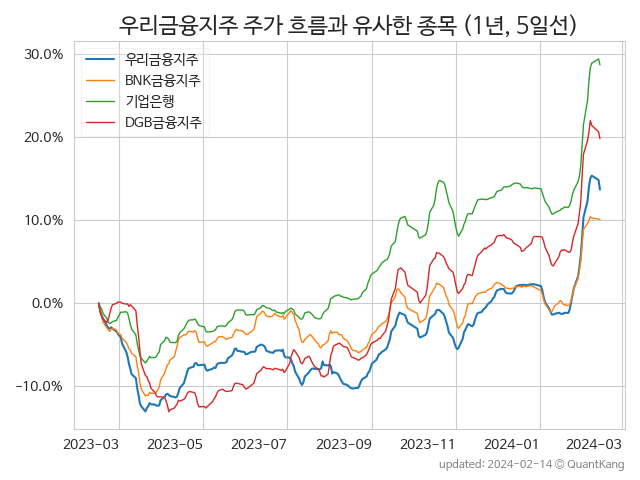 우리금융지주 주가 흐름과 유사한 종목 (1년, 5일선)
우리금융지주
BNK금융지주
기업은행
DGB금융지주
30.0%
20.0%
10.0%
0.0%
−10.0%
2023-03 2023-05 2023-07 2023-09 2023-11 2024-01 2024-03
updated: 2024-02-14 © QuantKang